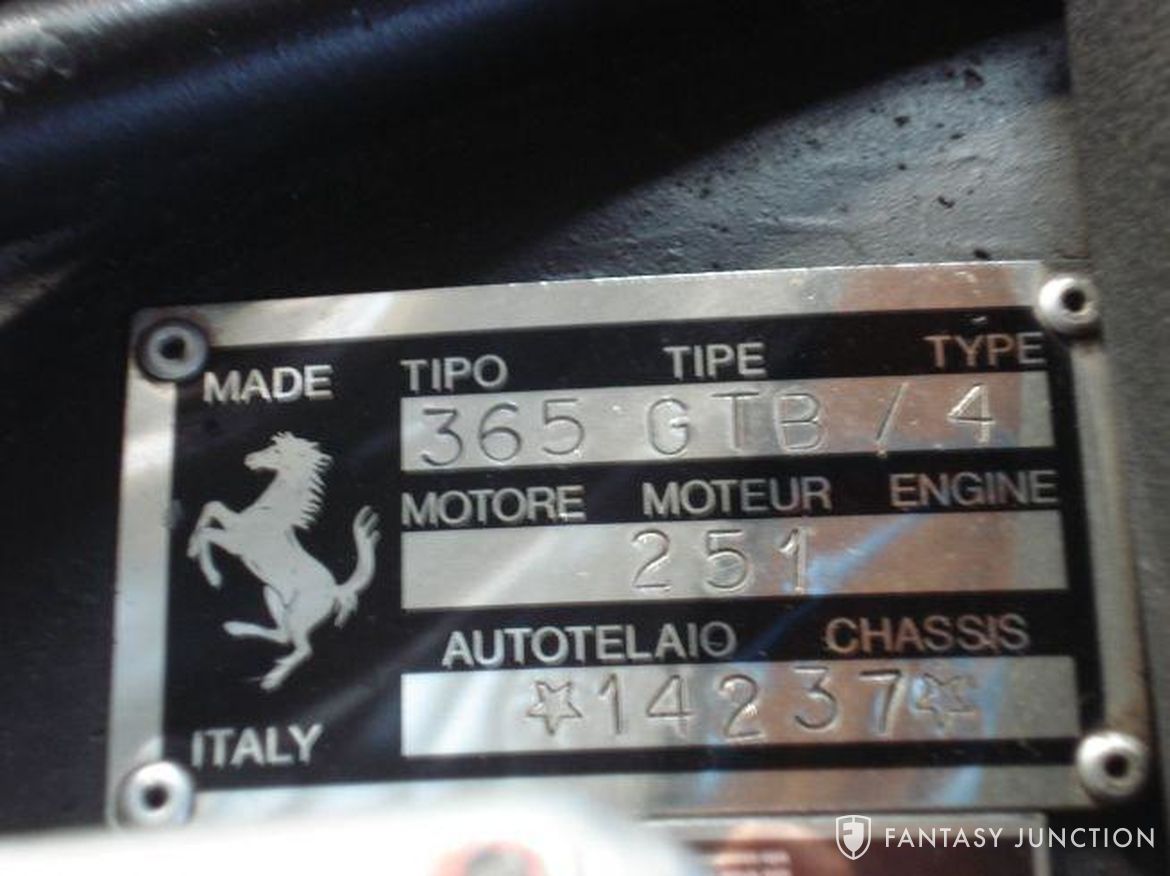 MADE
TIPO TIPE TYPE
365 GTB / 4
MOTORE MOTEUR ENGINE
251
AUTOTELAIO CHASSIS
☆14237☆
ITALY
FANTASY JUNCTION